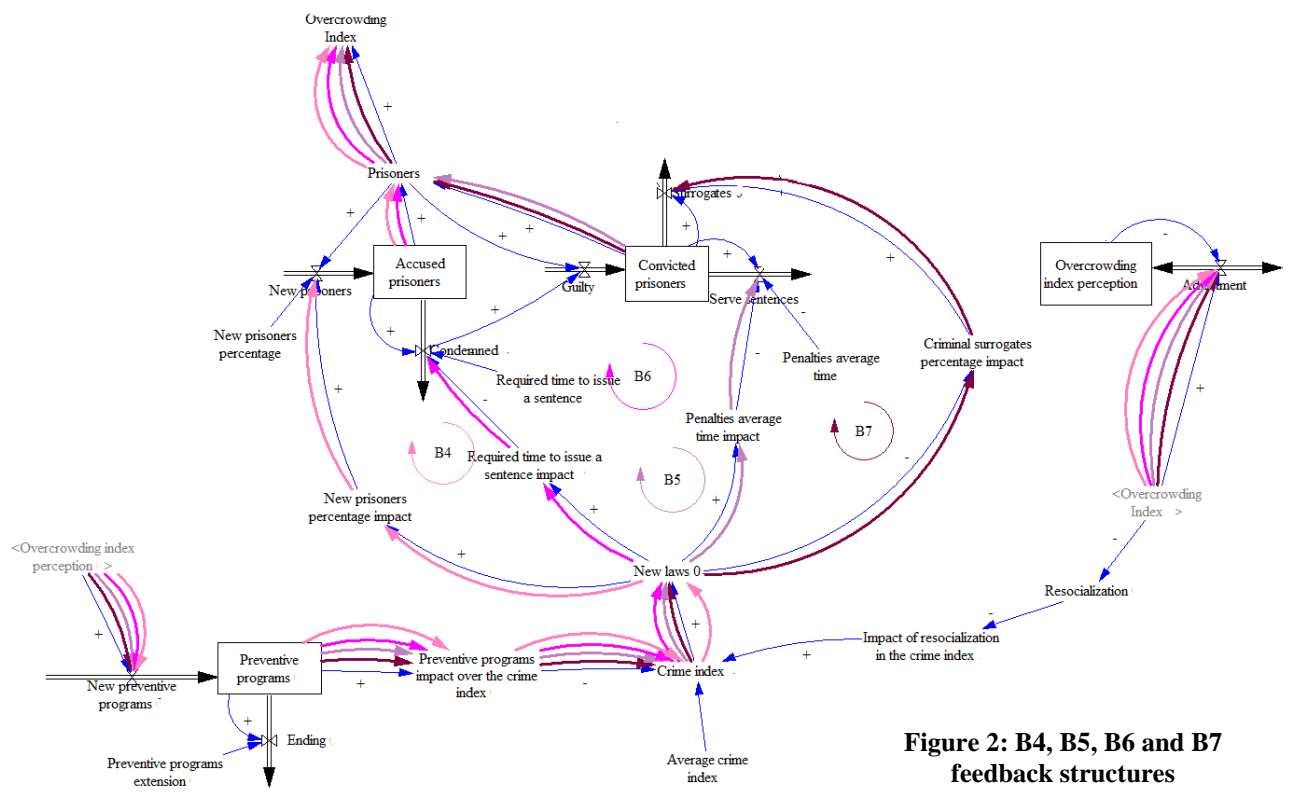 Overcrowding
Index
+
Prisoners
+
+
+
+
Surrogates
+
+
-
Accused
prisoners
Convicted
prisoners
Overcrowding
index perception
New prisoners
Guilty
Serve sentences
Adjustment
+
+
+
-
New prisoners
percentage
Condemned
Required time to issue
a sentence
B6
-
Penalties average
time
Criminal surrogates
percentage impact
+
+
-
Penalties average
time impact
B7
B4
Required time to issue a
sentence impact
B5
-
New prisoners
percentage impact
+
+
<Overcrowding
Index >
<Overcrowding index
perception >
+
-
New laws 0
Resocialization
+
+
-
Impact of resocialization
in the crime index
+
Preventive
programs
Preventive programs
impact over the crime
index
Crime index
+
-
New preventive
programs
+
Ending
Preventive programs
extension
Average crime
index
Figure 2: B4, B5, B6 and B7
feedback structures